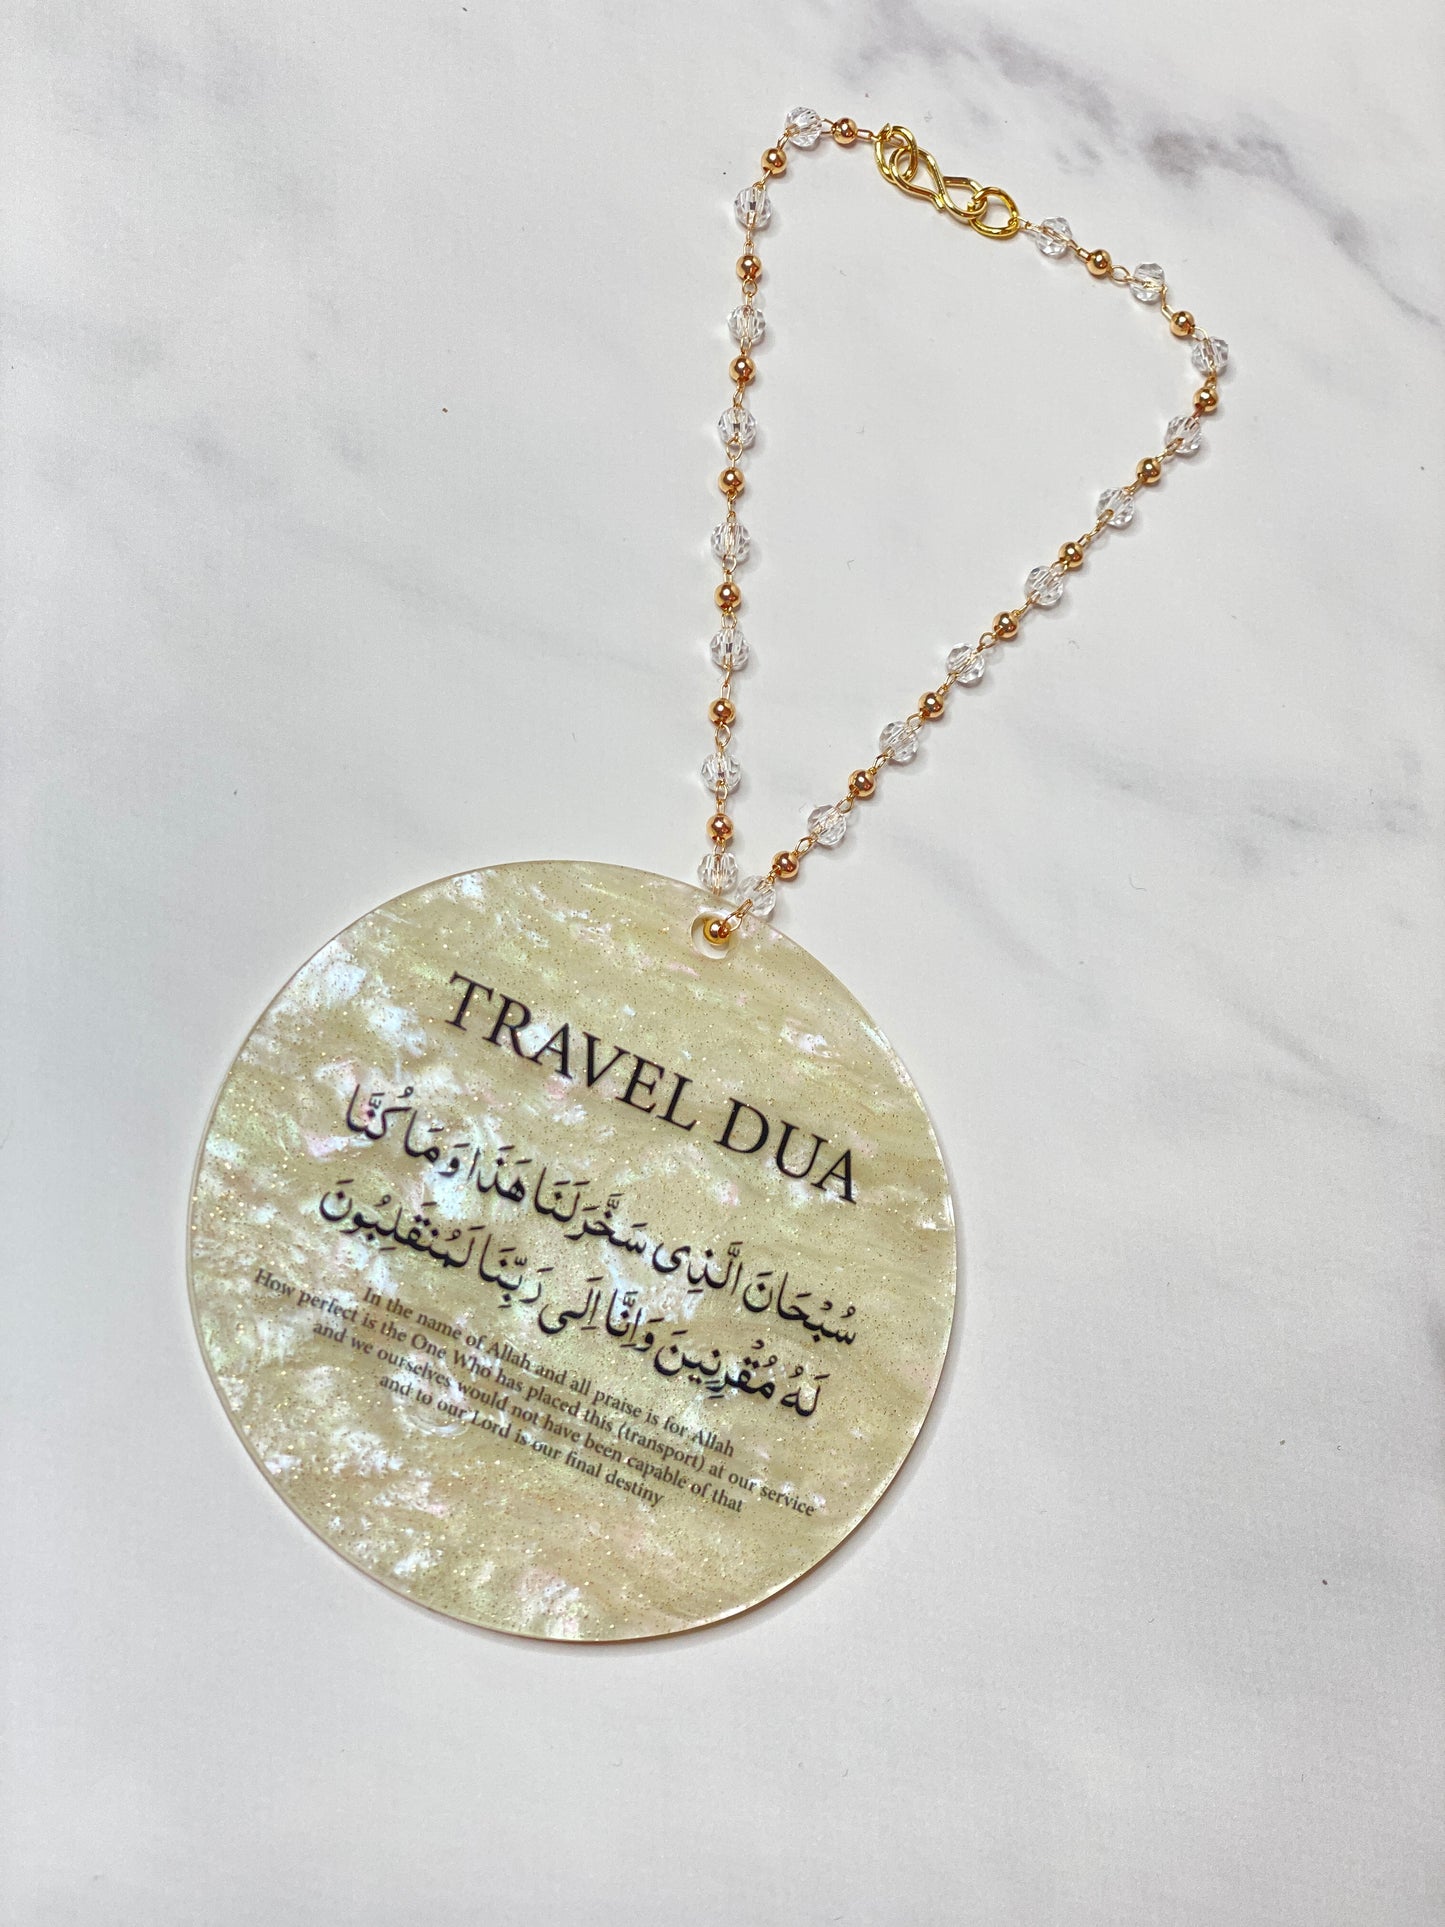 TRAVEL DUA
سُبْحَانَ الَّذِى سَخَّرَ لَنَا هَذَا وَمَا كُنَّا
لَهُ مُقْرِنِينَ وَاِنَّا اِلَى رَبِّنَا لَمُنْقَلِبُونَ
In the name of Allah and all praise is for Allah
How perfect is the One Who has placed this (transport) at our service
and we ourselves would not have been capable of that
and to our Lord is our final destiny